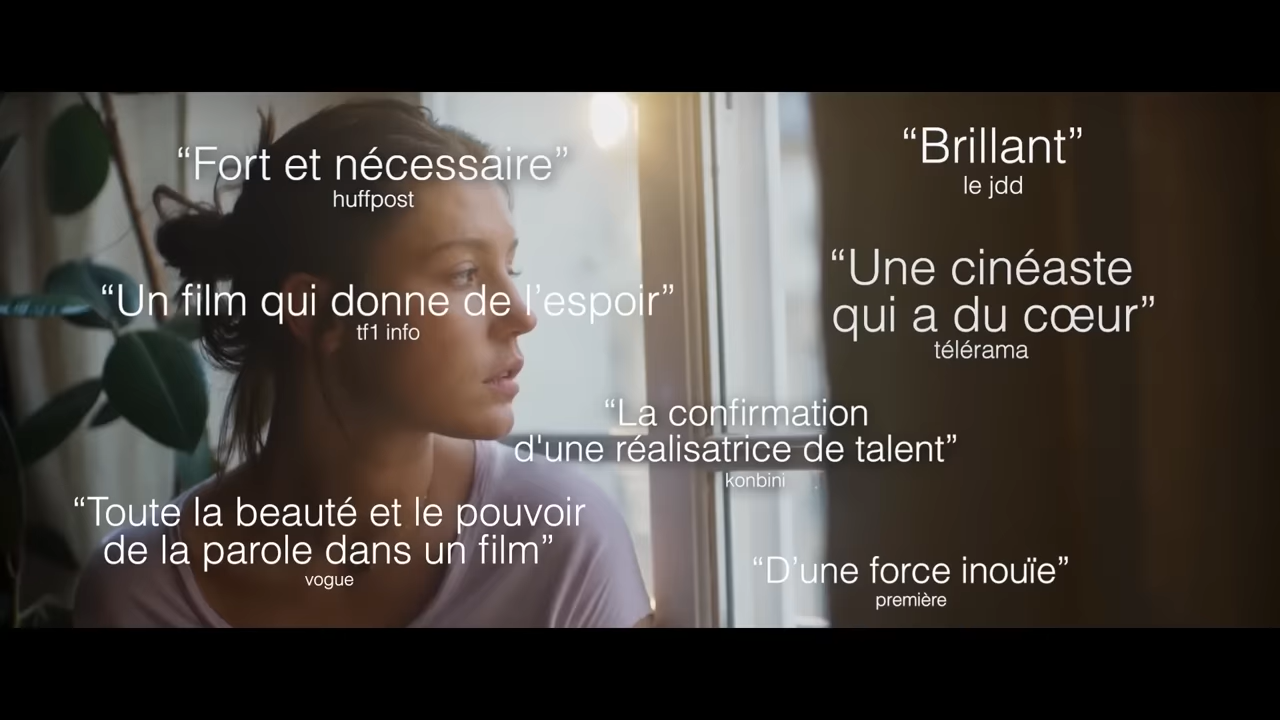 “Fort et nécessaire”
huffpost
“Brillant”
le jdd
“Un film qui donne de l’espoir”
tf1 info
“Une cinéaste
qui a du cœur”
télérama
“La confirmation
d'une réalisatrice de talent”
konbini
“Toute la beauté et le pouvoir
de la parole dans un film”
vogue
“D’une force inouïe”
première